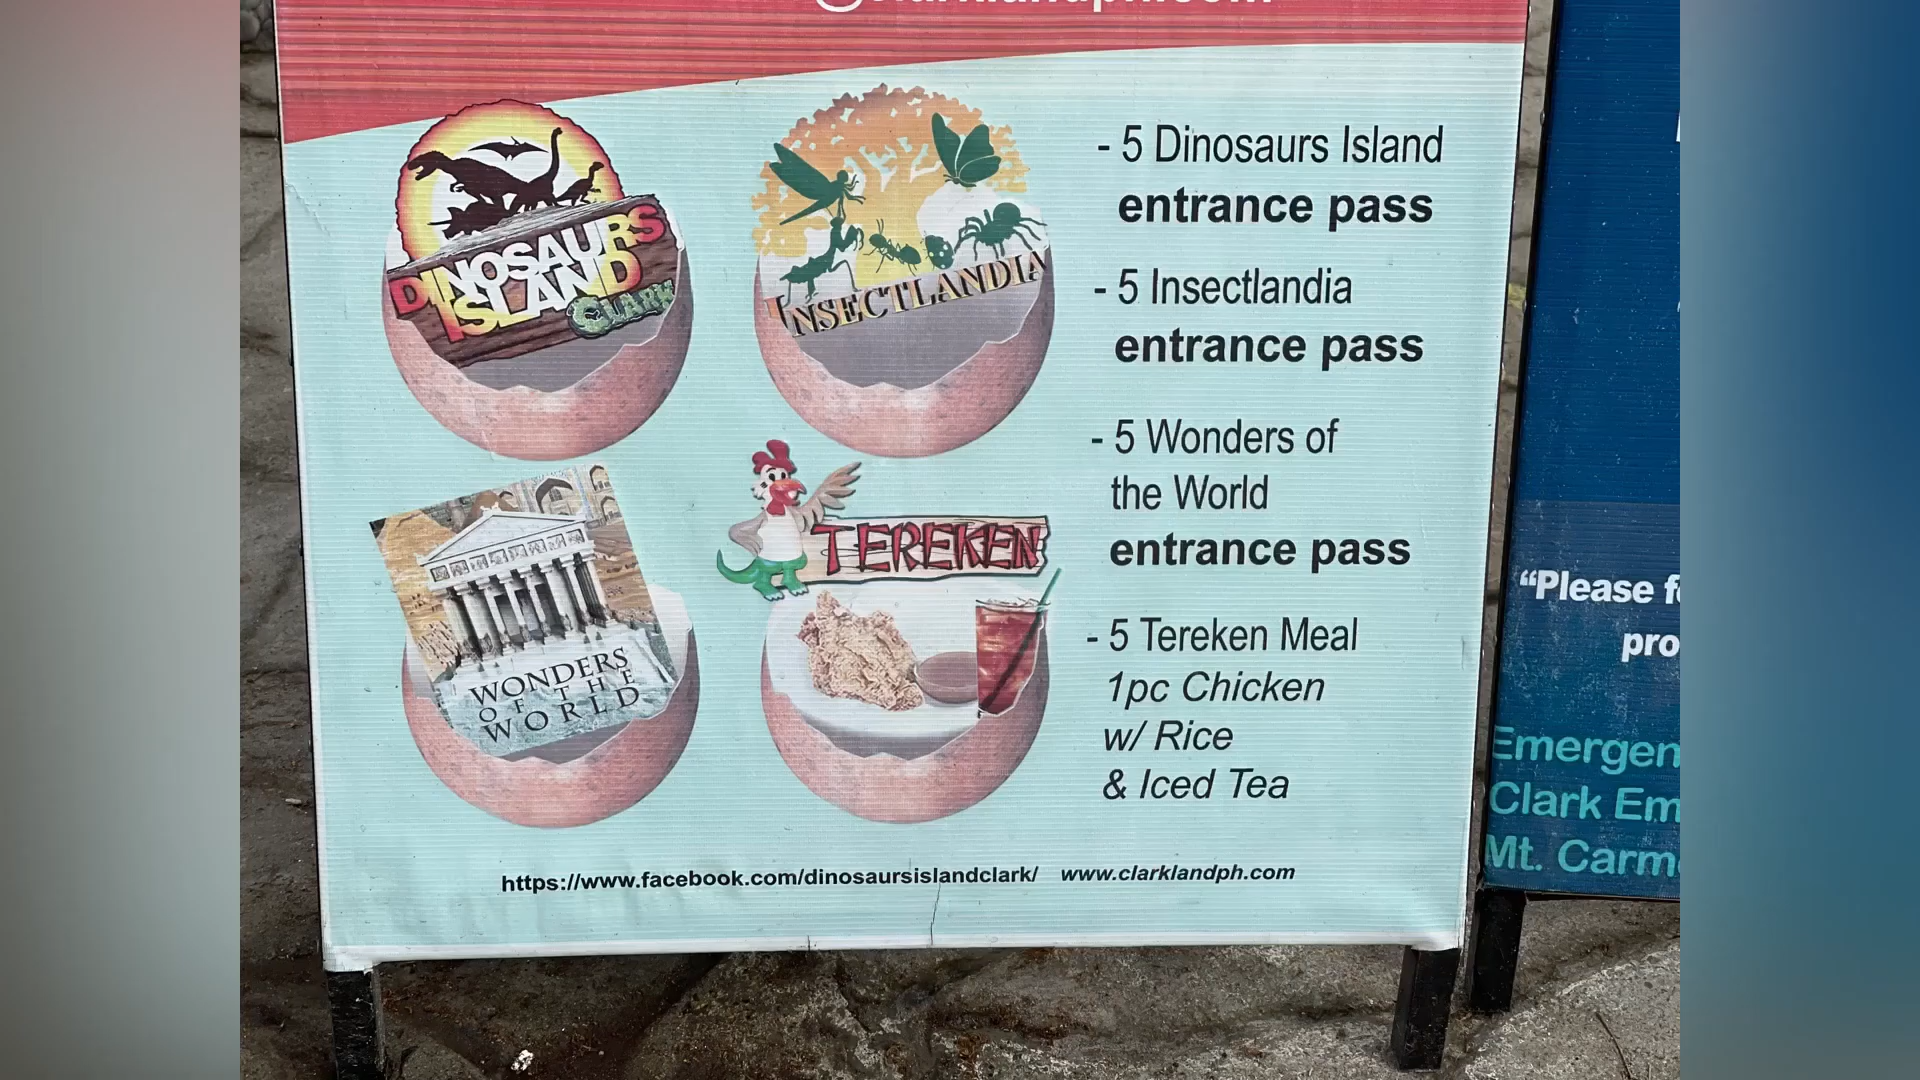 DINOSAURS
ISLAND
CLARK
INSECTLANDIA
- 5 Dinosaurs Island
entrance pass
- 5 Insectlandia
entrance pass
- 5 Wonders of
the World
entrance pass
WONDERS
OF THE
WORLD
TEREKEN
- 5 Tereken Meal
1pc Chicken
w/ Rice
& Iced Tea
https://www.facebook.com/dinosaursislandclark/ www.clarklandph.com
“Please
pro
Emergen
Clark Em
Mt. Carm